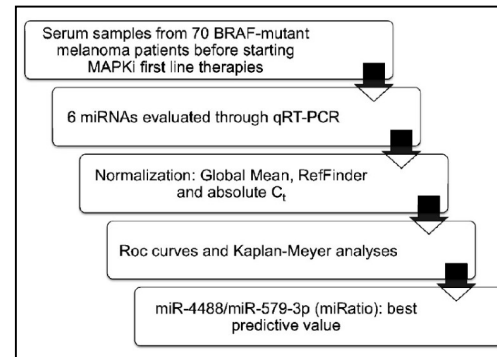 Serum samples from 70 BRAF-mutant
melanoma patients before starting
MAPKi first line therapies
6 miRNAs evaluated through qRT-PCR
Normalization: Global Mean, RefFinder
and absolute Ct
Roc curves and Kaplan-Meyer analyses
miR-4488/miR-579-3p (miRatio): best
predictive value